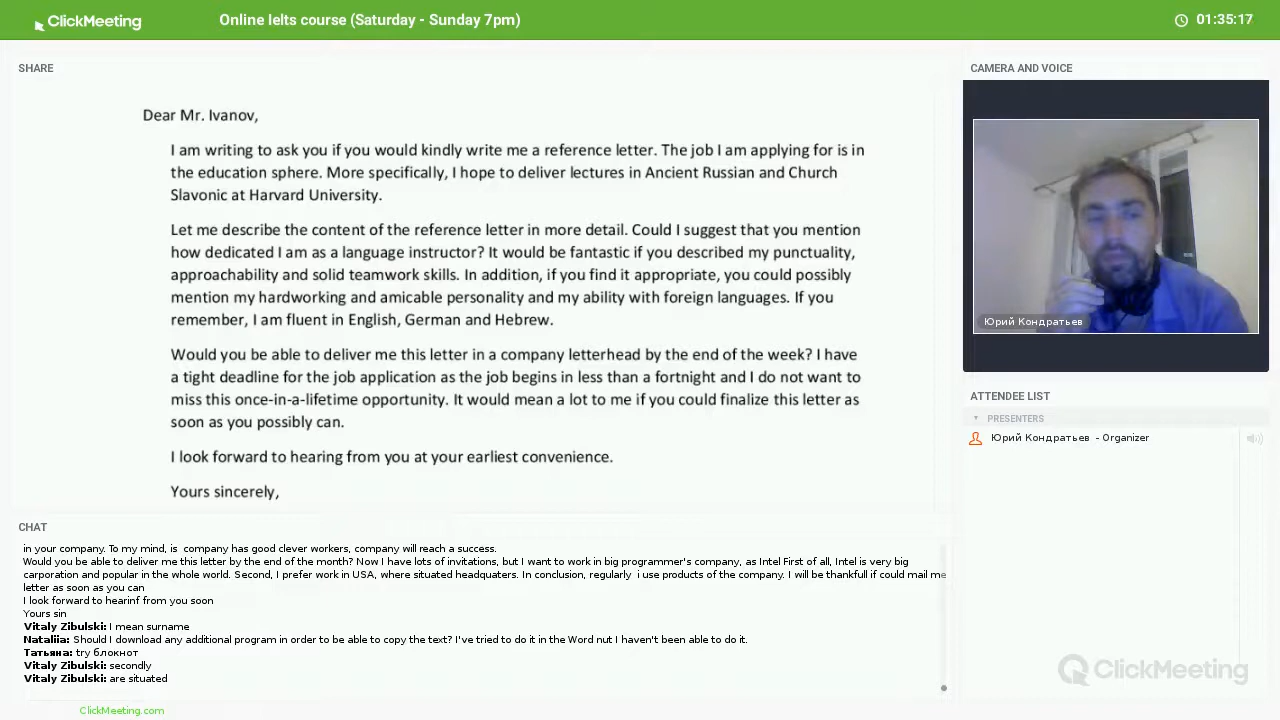 ClickMeeting
Online Ielts course (Saturday - Sunday 7pm)
01:35:17
SHARE
Dear Mr. Ivanov,
I am writing to ask you if you would kindly write me a reference letter. The job I am applying for is in
the education sphere. More specifically, I hope to deliver lectures in Ancient Russian and Church
Slavonic at Harvard University.
Let me describe the content of the reference letter in more detail. Could I suggest that you mention
how dedicated I am as a language instructor? It would be fantastic if you described my punctuality,
approachability and solid teamwork skills. In addition, if you find it appropriate, you could possibly
mention my hardworking and amicable personality and my ability with foreign languages. If you
remember, I am fluent in English, German and Hebrew.
Would you be able to deliver me this letter in a company letterhead by the end of the week? I have
a tight deadline for the job application as the job begins in less than a fortnight and I do not want to
miss this once-in-a-lifetime opportunity. It would mean a lot to me if you could finalize this letter as
soon as you possibly can.
I look forward to hearing from you at your earliest convenience.
Yours sincerely,
CHAT
in your company. To my mind, is company has good clever workers, company will reach a success.
Would you be able to deliver me this letter by the end of the month? Now I have lots of invitations, but I want to work in big programmer's company, as Intel First of all, Intel is very big
carporation and popular in the whole world. Second, I prefer work in USA, where situated headquaters. In conclusion, regularly i use products of the company. I will be thankfull if could mail me
letter as soon as you can
I look forward to hearinf from you soon
Yours sin
Vitaly Zibulski: I mean surname
Nataliia: Should I download any additional program in order to be able to copy the text? I've tried to do it in the Word nut I haven't been able to do it.
Татьяна: try блокнот
Vitaly Zibulski: secondly
Vitaly Zibulski: are situated
ClickMeeting.com
CAMERA AND VOICE
Юрий Кондратьев
ATTENDEE LIST
PRESENTERS
Юрий Кондратьев - Organizer
ClickMeeting